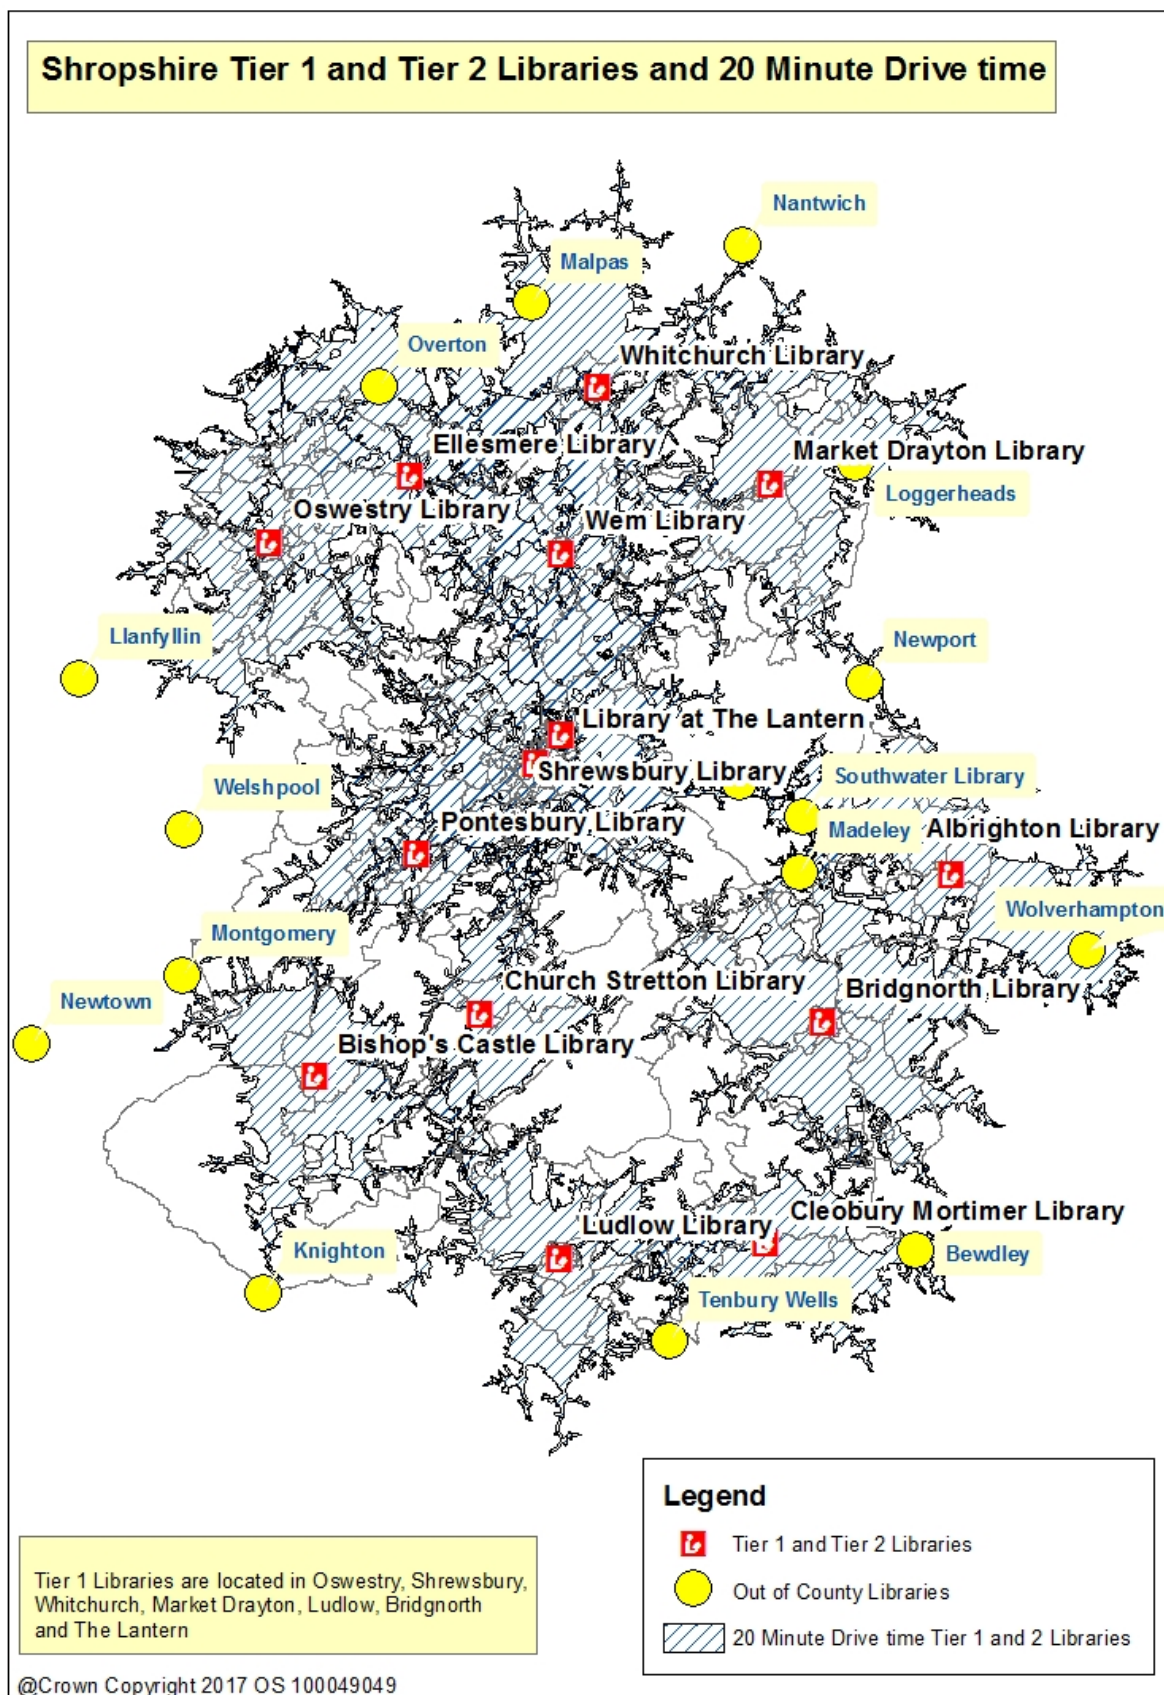 Shropshire Tier 1 and Tier 2 Libraries and 20 Minute Drive time
Nantwich
Malpas
Overton
Whitchurch Library
Ellesmere Library
Market Drayton Library
Loggerheads
Oswestry Library
Wem Library
Llanfyllin
Newport
Library at The Lantern
Shrewsbury Library
Southwater Library
Welshpool
Pontesbury Library
Madeley
Albrighton Library
Wolverhampton
Montgomery
Church Stretton Library
Bridgnorth Library
Newtown
Bishop's Castle Library
Cleobury Mortimer Library
Ludlow Library
Knighton
Bewdley
Tenbury Wells
Legend
Tier 1 and Tier 2 Libraries
Out of County Libraries
20 Minute Drive time Tier 1 and 2 Libraries
Tier 1 Libraries are located in Oswestry, Shrewsbury,
Whitchurch, Market Drayton, Ludlow, Bridgnorth
and The Lantern
@Crown Copyright 2017 OS 100049049